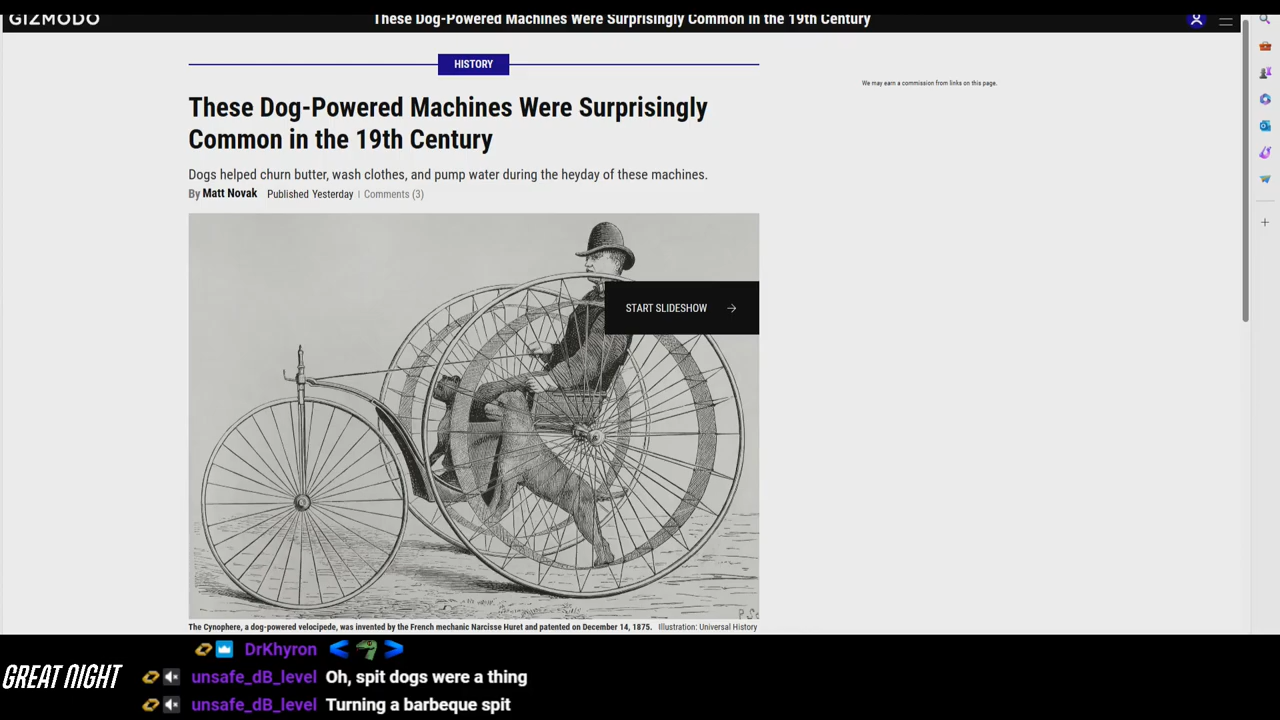 GIZMODO
These Dog-Powered Machines Were Surprisingly Common in the 19th Century
HISTORY
We may earn a commission from links on this page.
These Dog-Powered Machines Were Surprisingly
Common in the 19th Century
Dogs helped churn butter, wash clothes, and pump water during the heyday of these machines.
By Matt Novak Published Yesterday | Comments (3)
START SLIDESHOW →
The Cynophere, a dog-powered velocipede, was invented by the French mechanic Narcisse Huret and patented on December 14, 1875. Illustration: Universal History
DrKhyron
unsafe_dB_level Oh, spit dogs were a thing
GREAT NIGHT
unsafe_dB_level Turning a barbeque spit